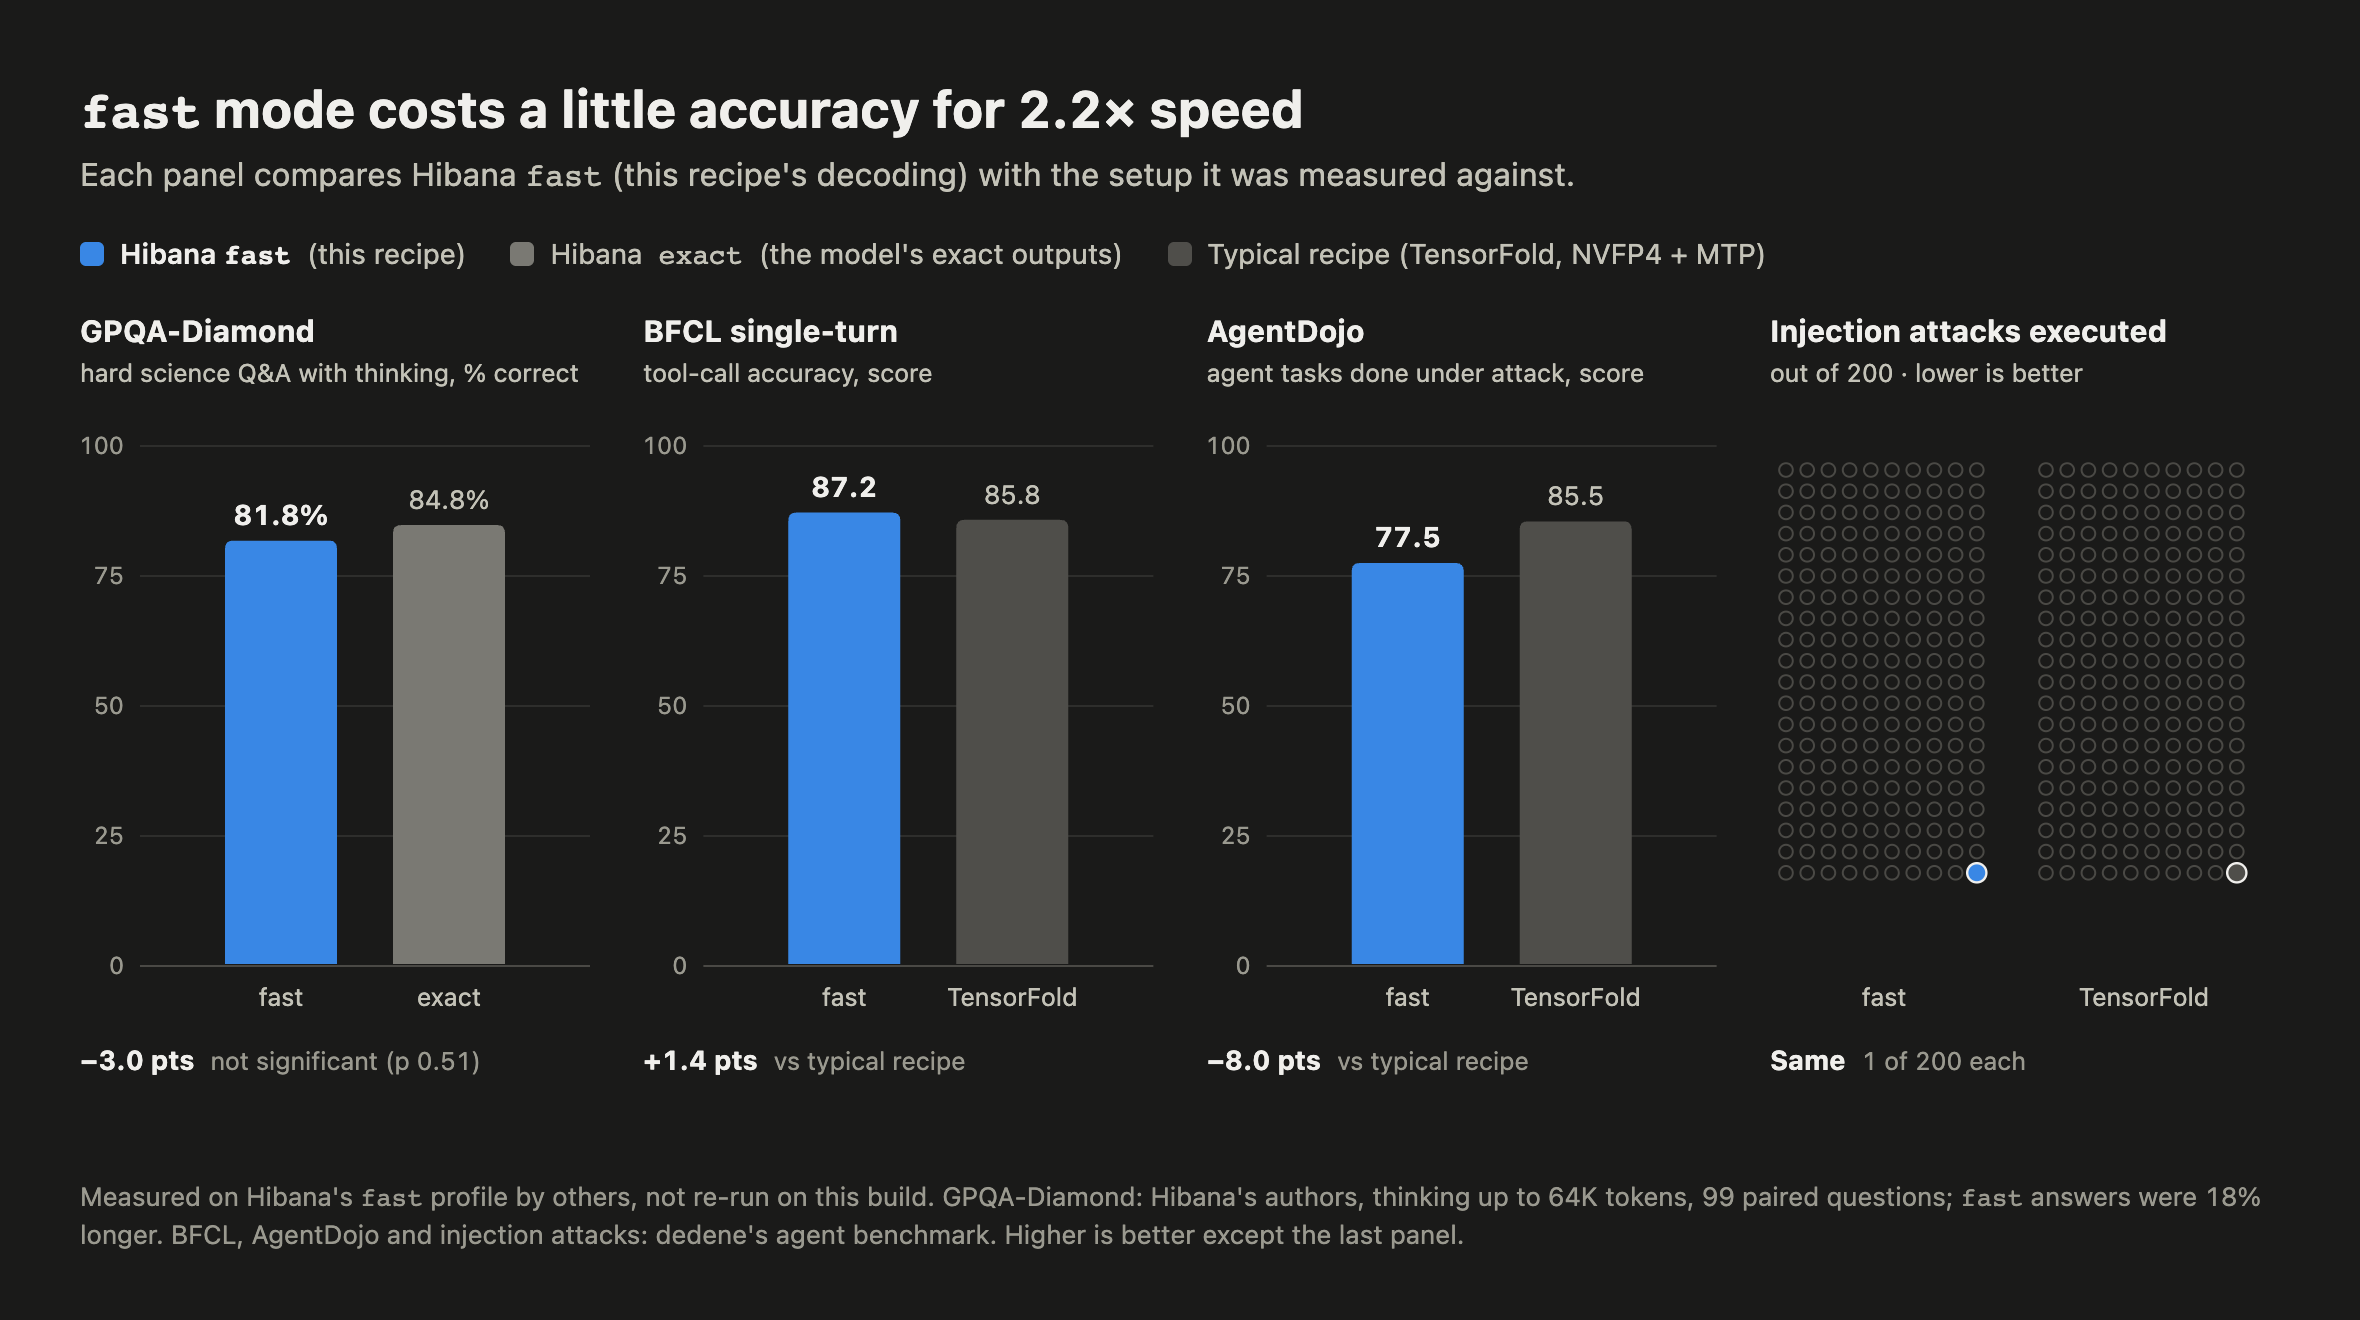 fast mode costs a little accuracy for 2.2× speed
Each panel compares Hibana fast (this recipe's decoding) with the setup it was measured against.
Hibana fast (this recipe)
Hibana exact (the model's exact outputs)
Typical recipe (TensorFold, NVFP4 + MTP)
GPQA-Diamond
hard science Q&A with thinking, % correct
100
75
50
25
0
81.8%
84.8%
fast
exact
−3.0 pts not significant (p 0.51)
BFCL single-turn
tool-call accuracy, score
100
75
50
25
0
87.2
85.8
fast
TensorFold
+1.4 pts vs typical recipe
AgentDojo
agent tasks done under attack, score
100
75
50
25
0
77.5
85.5
fast
TensorFold
−8.0 pts vs typical recipe
Injection attacks executed
out of 200 · lower is better
fast
TensorFold
Same 1 of 200 each
Measured on Hibana's fast profile by others, not re-run on this build. GPQA-Diamond: Hibana's authors, thinking up to 64K tokens, 99 paired questions; fast answers were 18%
longer. BFCL, AgentDojo and injection attacks: dedene's agent benchmark. Higher is better except the last panel.